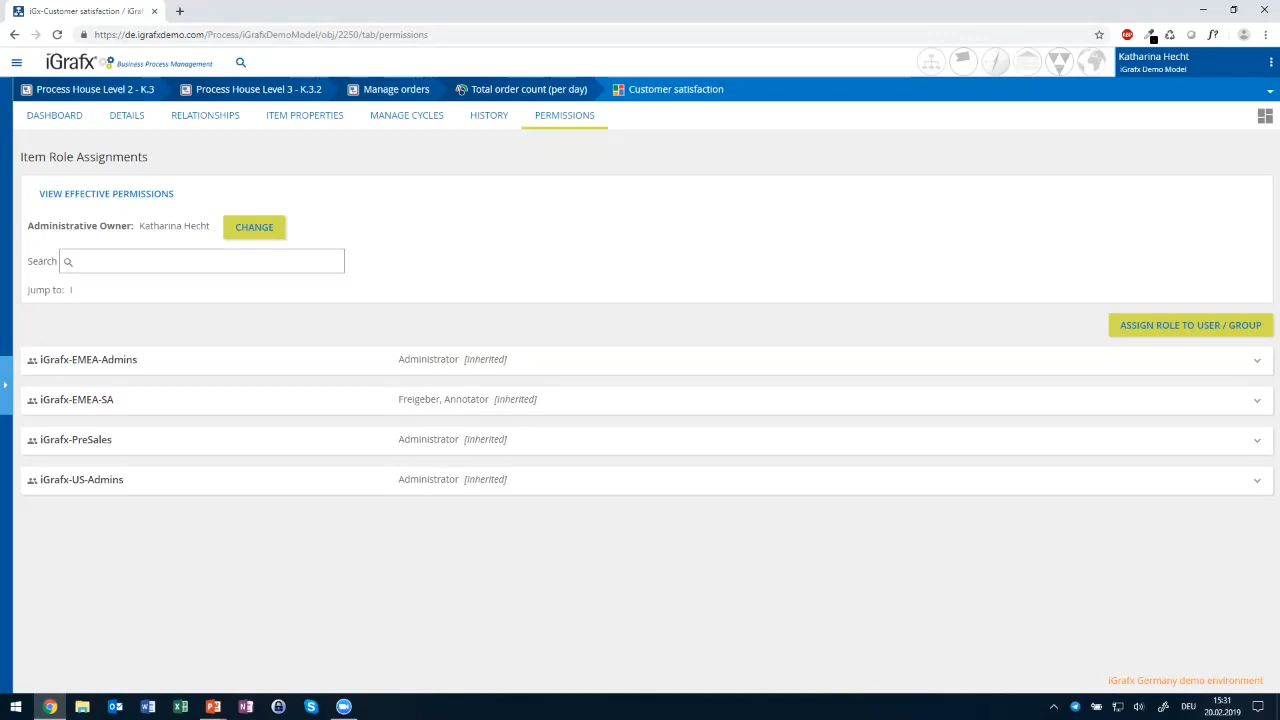 iGx-Customer satisfaction / iGrafx
https://de.igrafxdemo.com/Process/iGrafxDemoModel/obj/2250/tab/permissions
ABP
f?
iGrafx Business Process Management
Katharina Hecht
iGrafx Demo Model
Process House Level 2 - K.3
Process House Level 3 - K.3.2
Manage orders
Total order count (per day)
Customer satisfaction
DASHBOARD
DETAILS
RELATIONSHIPS
ITEM PROPERTIES
MANAGE CYCLES
HISTORY
PERMISSIONS
Item Role Assignments
VIEW EFFECTIVE PERMISSIONS
Administrative Owner: Katharina Hecht
CHANGE
Search
Jump to: I
ASSIGN ROLE TO USER / GROUP
iGrafx-EMEA-Admins Administrator [Inherited]
iGrafx-EMEA-SA Freigeber, Annotator [Inherited]
iGrafx-PreSales Administrator [Inherited]
iGrafx-US-Admins Administrator [Inherited]
iGrafx Germany demo environment
DEU
15:31
20.02.2019